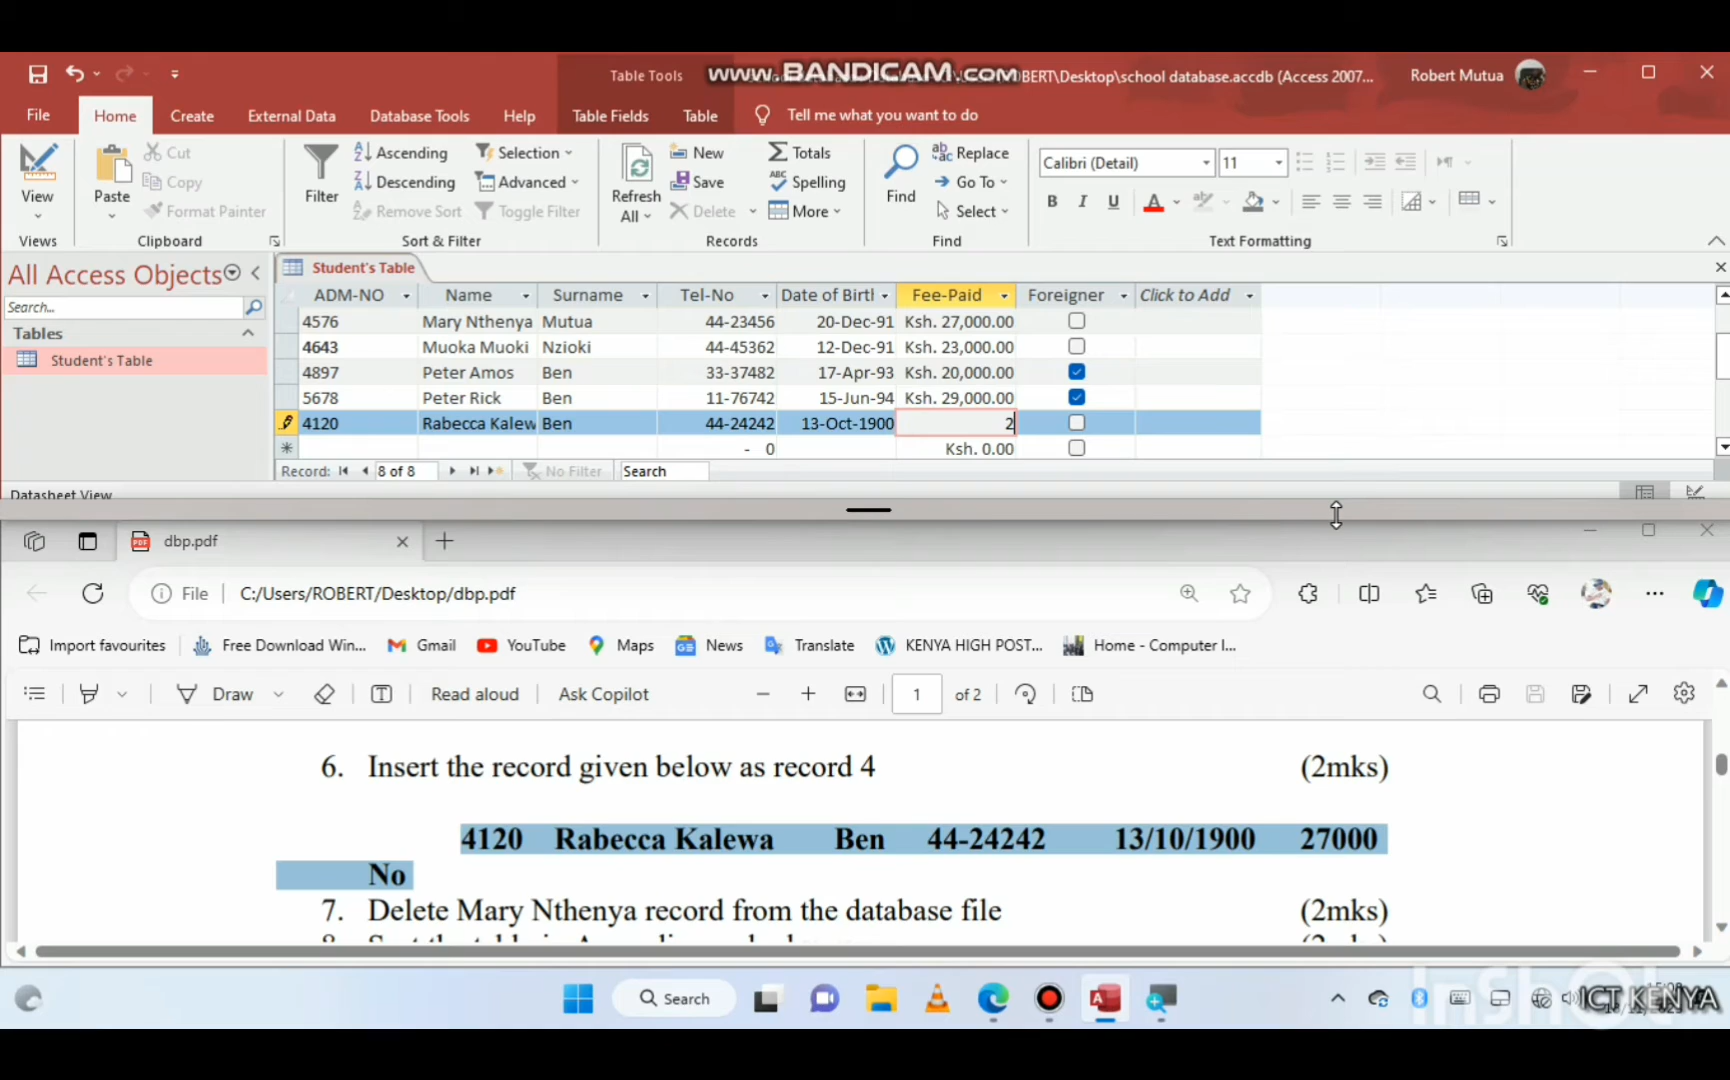 Table Tools
www.BANDICAM.com
OBERT\Desktop\school database.accdb (Access 2007...
Robert Mutua
File
Home
Create
External Data
Database Tools
Help
Table Fields
Table
Tell me what you want to do
View
Views
Paste
Cut
Copy
Format Painter
Clipboard
Filter
Ascending
Descending
Remove Sort
Selection
Advanced
Toggle Filter
Sort & Filter
Refresh
All
New
Save
Delete
Totals
Spelling
More
Records
Find
Replace
Go To
Select
Find
Calibri (Detail)
11
B I U A
Text Formatting
All Access Objects
Search...
Tables
Student's Table
Student's Table
ADM-NO Name Surname Tel-No Date of Birth Fee-Paid Foreigner Click to Add
4576 Mary Nthenya Mutua 44-23456 20-Dec-91 Ksh. 27,000.00
4643 Muoka Muoki Nzioki 44-45362 12-Dec-91 Ksh. 23,000.00
4897 Peter Amos Ben 33-37482 17-Apr-93 Ksh. 20,000.00
5678 Peter Rick Ben 11-76742 15-Jun-94 Ksh. 29,000.00
4120 Rabecca Kalew Ben 44-24242 13-Oct-1900 2
- 0 Ksh. 0.00
Record: 8 of 8 No Filter Search
Datasheet View
dbp.pdf
File C:/Users/ROBERT/Desktop/dbp.pdf
Import favourites Free Download Win... Gmail YouTube Maps News Translate KENYA HIGH POST... Home - Computer I...
Draw Read aloud Ask Copilot 1 of 2
6. Insert the record given below as record 4 (2mks)
4120 Rabecca Kalewa Ben 44-24242 13/10/1900 27000
No
7. Delete Mary Nthenya record from the database file (2mks)
Search
InShot
ICT KENYA